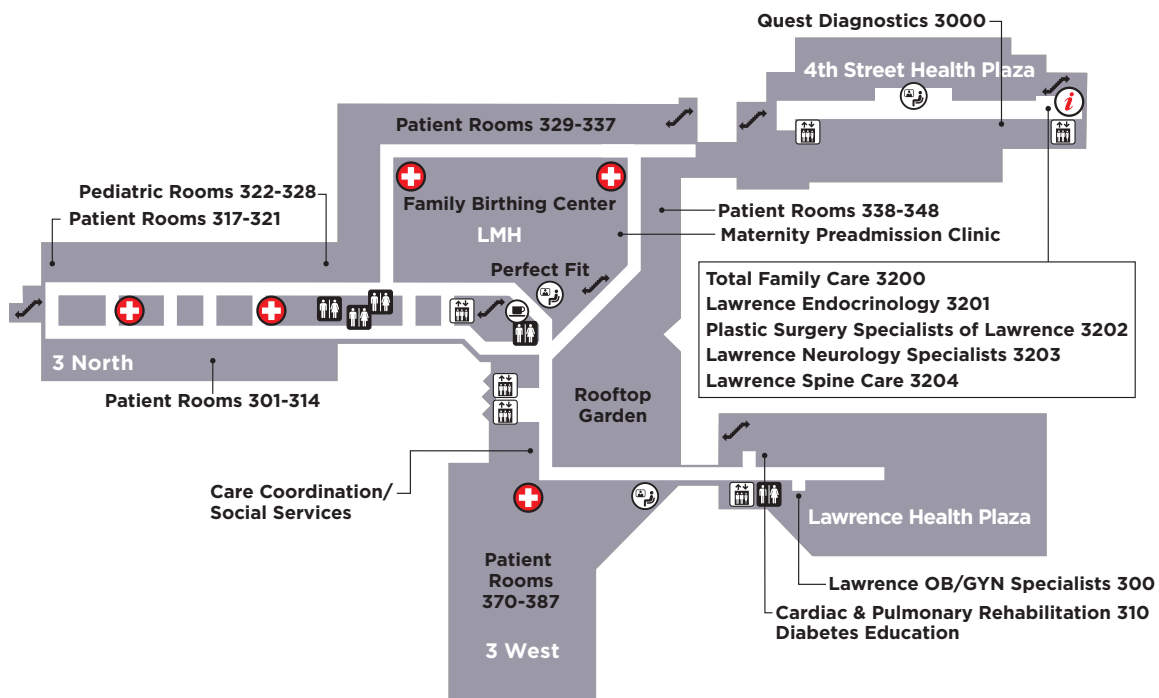 Quest Diagnostics 3000
4th Street Health Plaza
i
Patient Rooms 329-337
Pediatric Rooms 322-328
Patient Rooms 317-321
Family Birthing Center
LMH
Patient Rooms 338-348
Maternity Preadmission Clinic
Perfect Fit
Total Family Care 3200
Lawrence Endocrinology 3201
Plastic Surgery Specialists of Lawrence 3202
Lawrence Neurology Specialists 3203
Lawrence Spine Care 3204
3 North
Patient Rooms 301-314
Rooftop
Garden
Care Coordination/
Social Services
Lawrence Health Plaza
Patient
Rooms
370-387
Lawrence OB/GYN Specialists 300
Cardiac & Pulmonary Rehabilitation 310
Diabetes Education
3 West